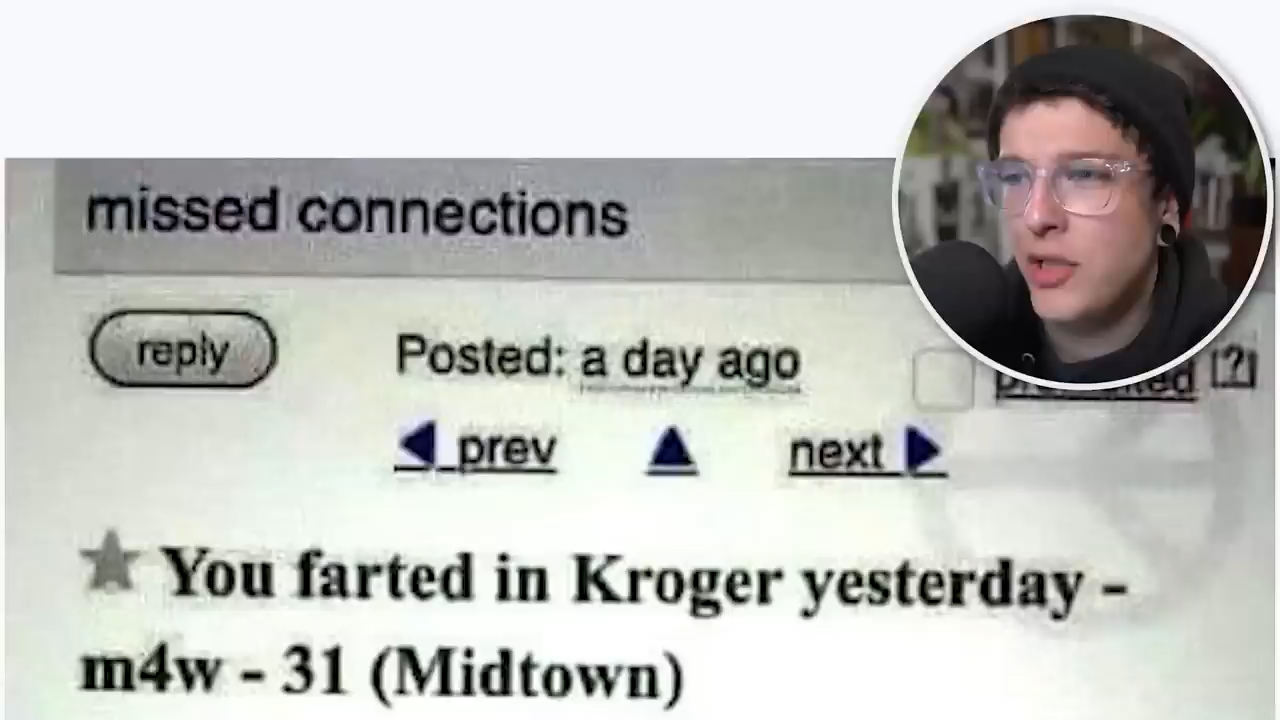 missed connections
reply
Posted: a day ago
[?]
prev
next
★ You farted in Kroger yesterday -
m4w - 31 (Midtown)